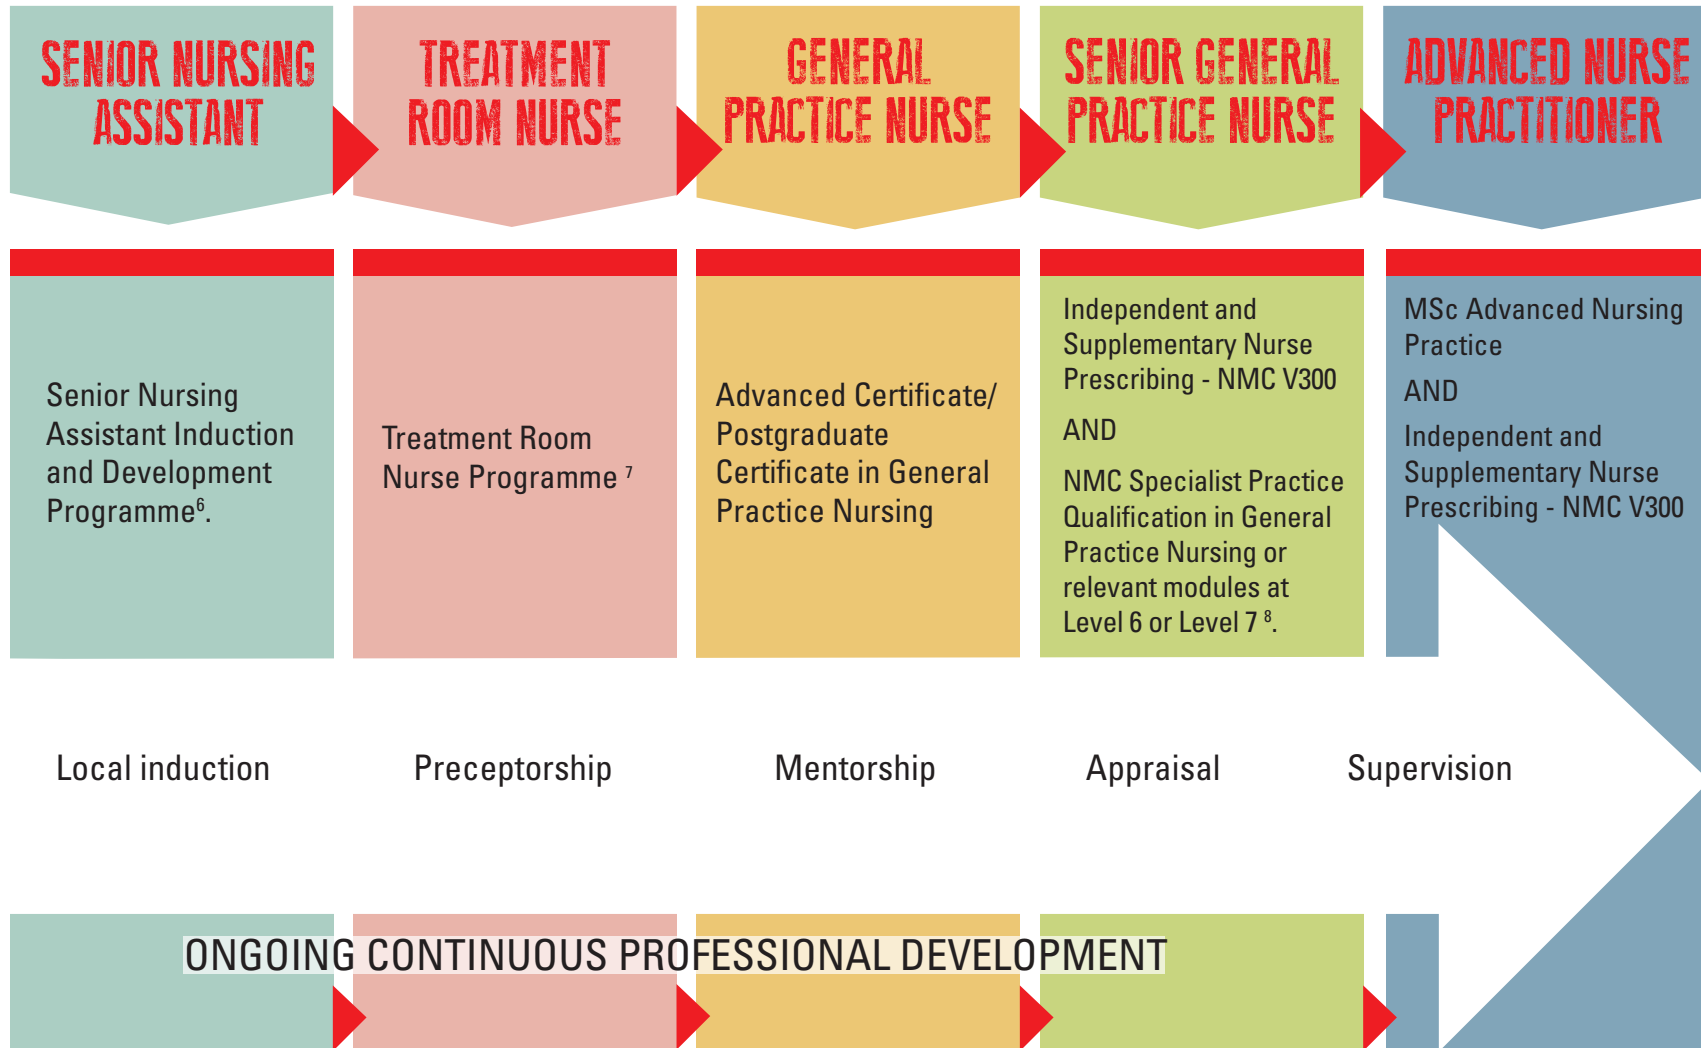 SENIOR NURSING
ASSISTANT
TREATMENT
ROOM NURSE
GENERAL
PRACTICE NURSE
SENIOR GENERAL
PRACTICE NURSE
ADVANCED NURSE
PRACTITIONER
Senior Nursing
Assistant Induction
and Development
Programme⁶.
Treatment Room
Nurse Programme ⁷
Advanced Certificate/
Postgraduate
Certificate in General
Practice Nursing
Independent and
Supplementary Nurse
Prescribing - NMC V300
AND
NMC Specialist Practice
Qualification in General
Practice Nursing or
relevant modules at
Level 6 or Level 7 ⁸.
MSc Advanced Nursing
Practice
AND
Independent and
Supplementary Nurse
Prescribing - NMC V300
Local induction
Preceptorship
Mentorship
Appraisal
Supervision
ONGOING CONTINUOUS PROFESSIONAL DEVELOPMENT